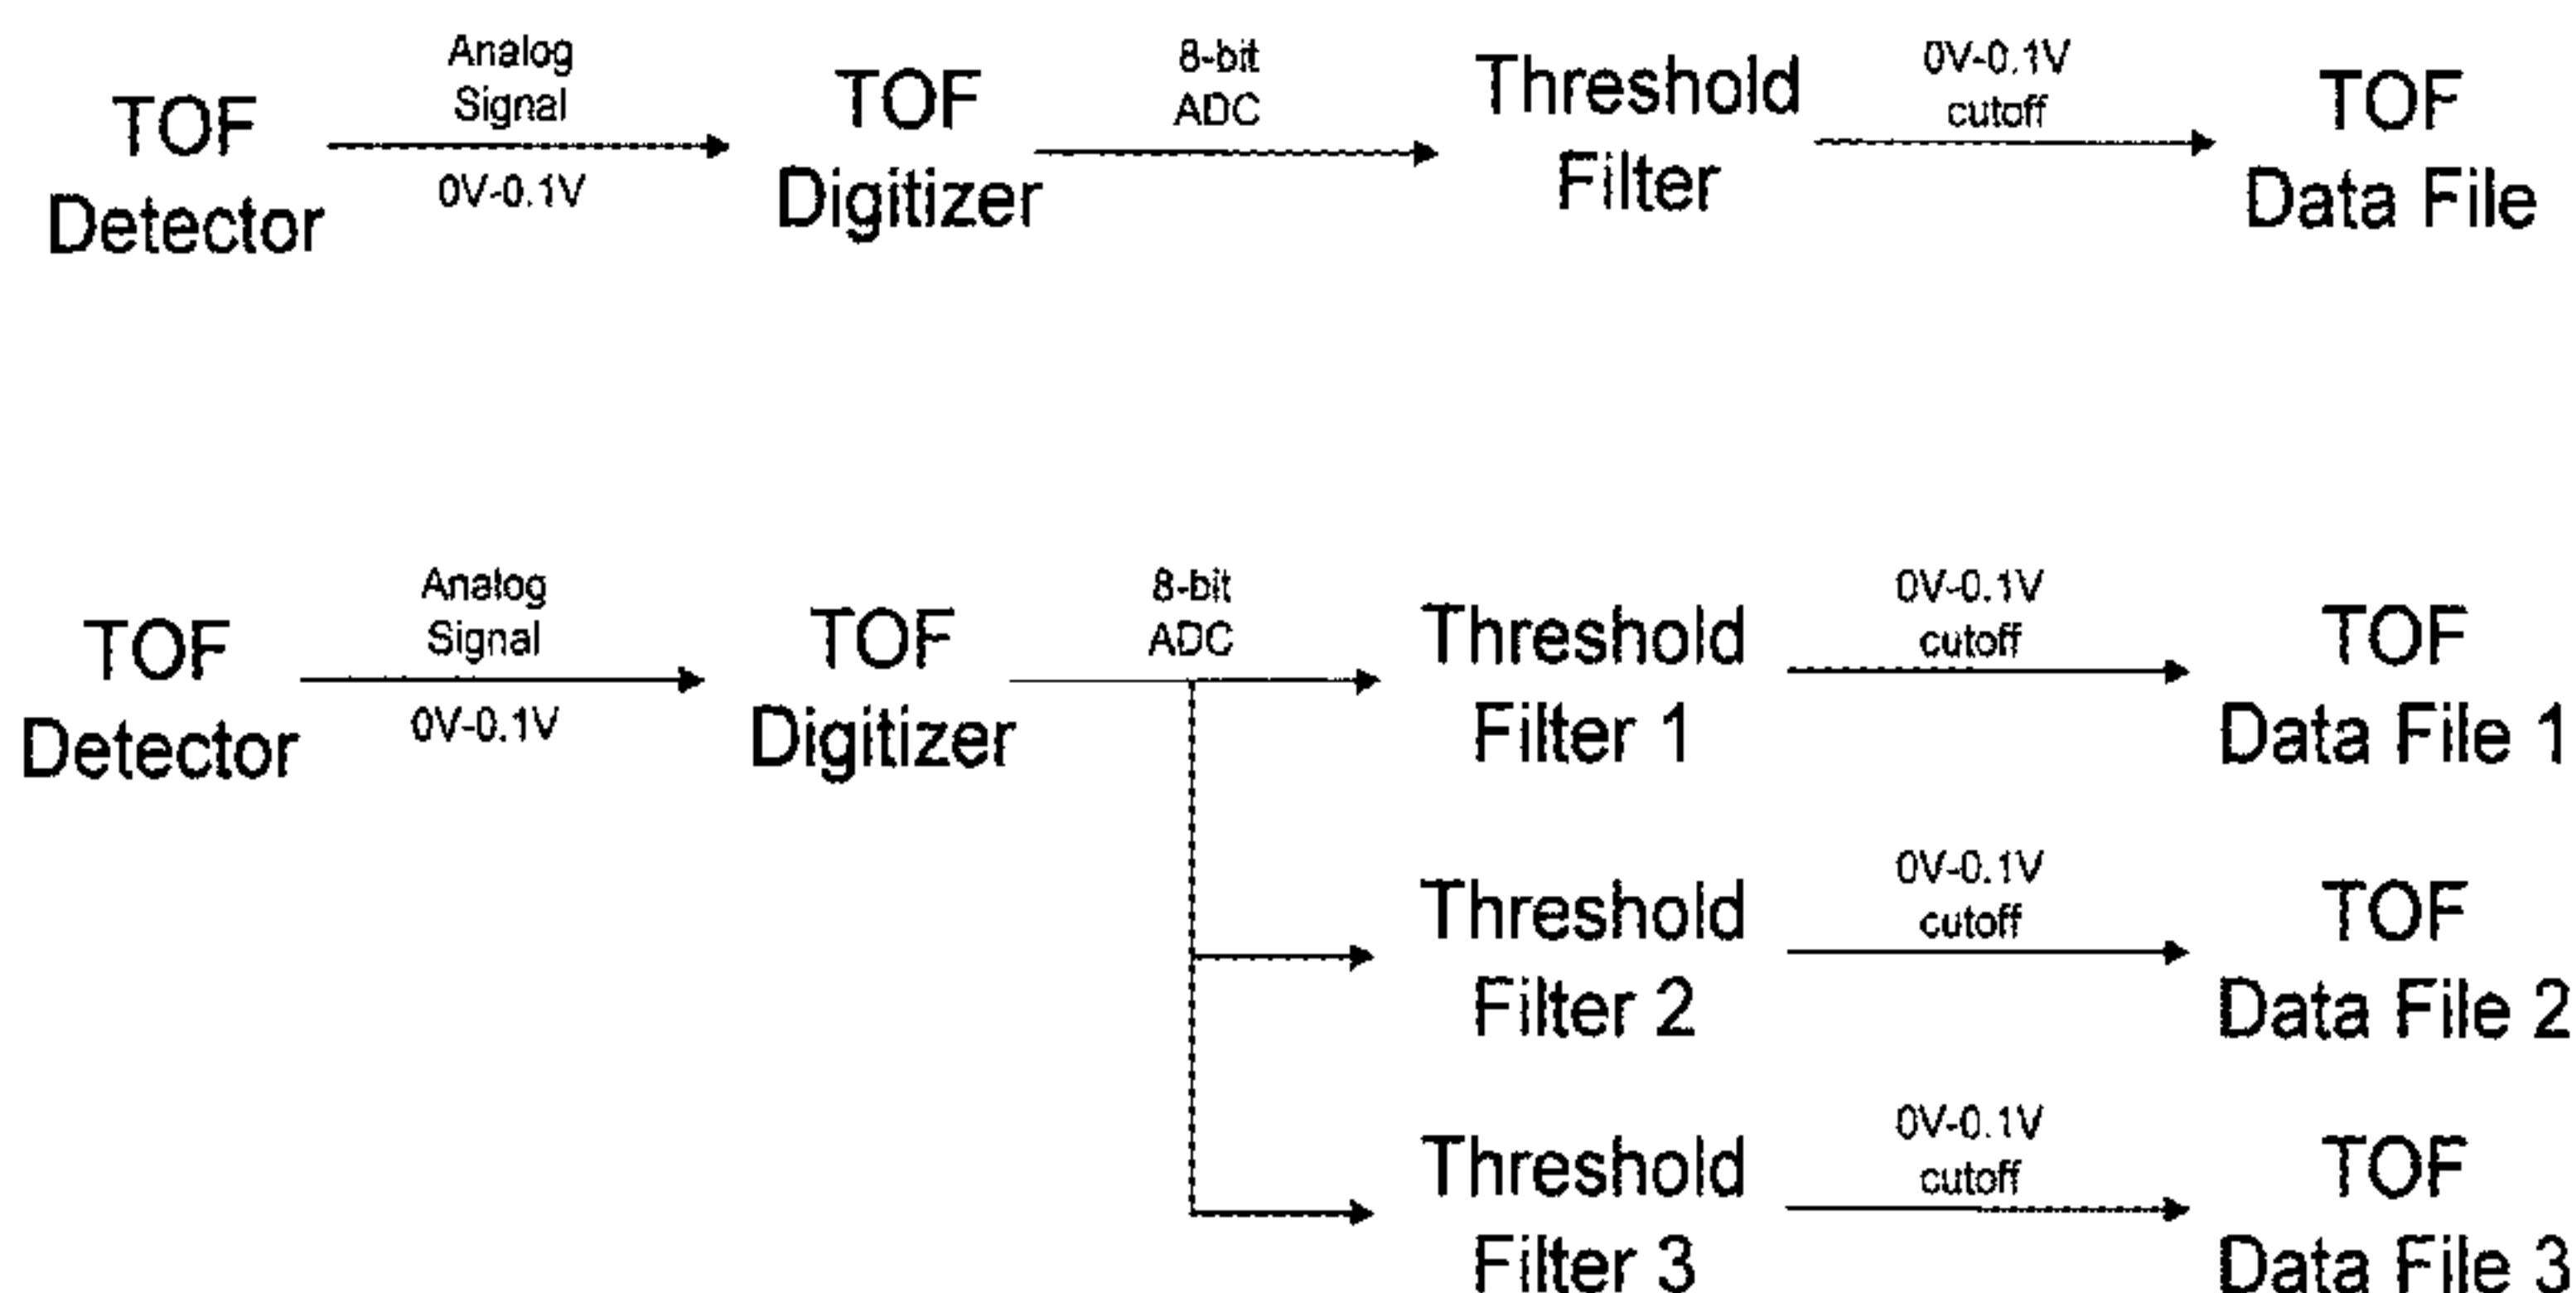 TOF
Detector
Analog
Signal
0V-0.1V
TOF
Digitizer
8-bit
ADC
Threshold
Filter
0V-0.1V
cutoff
TOF
Data File
TOF
Detector
Analog
Signal
0V-0.1V
TOF
Digitizer
8-bit
ADC
Threshold
Filter 1
0V-0.1V
cutoff
TOF
Data File 1
Threshold
Filter 2
0V-0.1V
cutoff
TOF
Data File 2
Threshold
Filter 3
0V-0.1V
cutoff
TOF
Data File 3